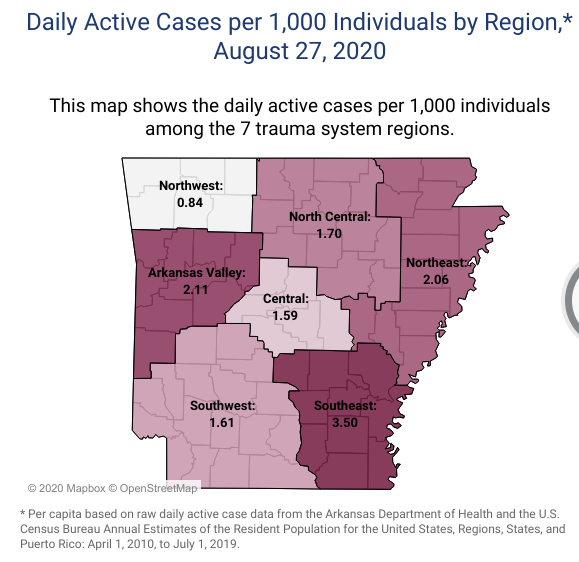 Daily Active Cases per 1,000 Individuals by Region,*
August 27, 2020
This map shows the daily active cases per 1,000 individuals
among the 7 trauma system regions.
Northwest:
0.84
North Central:
1.70
Northeast:
2.06
Arkansas Valley:
2.11
Central:
1.59
Southwest:
1.61
Southeast:
3.50
© 2020 Mapbox © OpenStreetMap
* Per capita based on raw daily active case data from the Arkansas Department of Health and the U.S.
Census Bureau Annual Estimates of the Resident Population for the United States, Regions, States, and
Puerto Rico: April 1, 2010, to July 1, 2019.